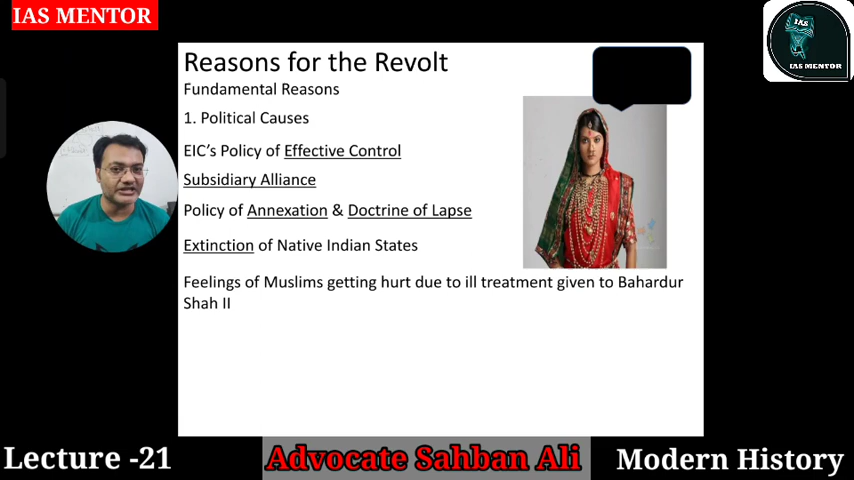 IAS MENTOR
IAS
IAS MENTOR
Reasons for the Revolt
Fundamental Reasons
1. Political Causes
EIC's Policy of Effective Control
Subsidiary Alliance
Policy of Annexation & Doctrine of Lapse
Extinction of Native Indian States
Feelings of Muslims getting hurt due to ill treatment given to Bahardur
Shah II
Lecture -21
Advocate Sahban Ali
Modern History